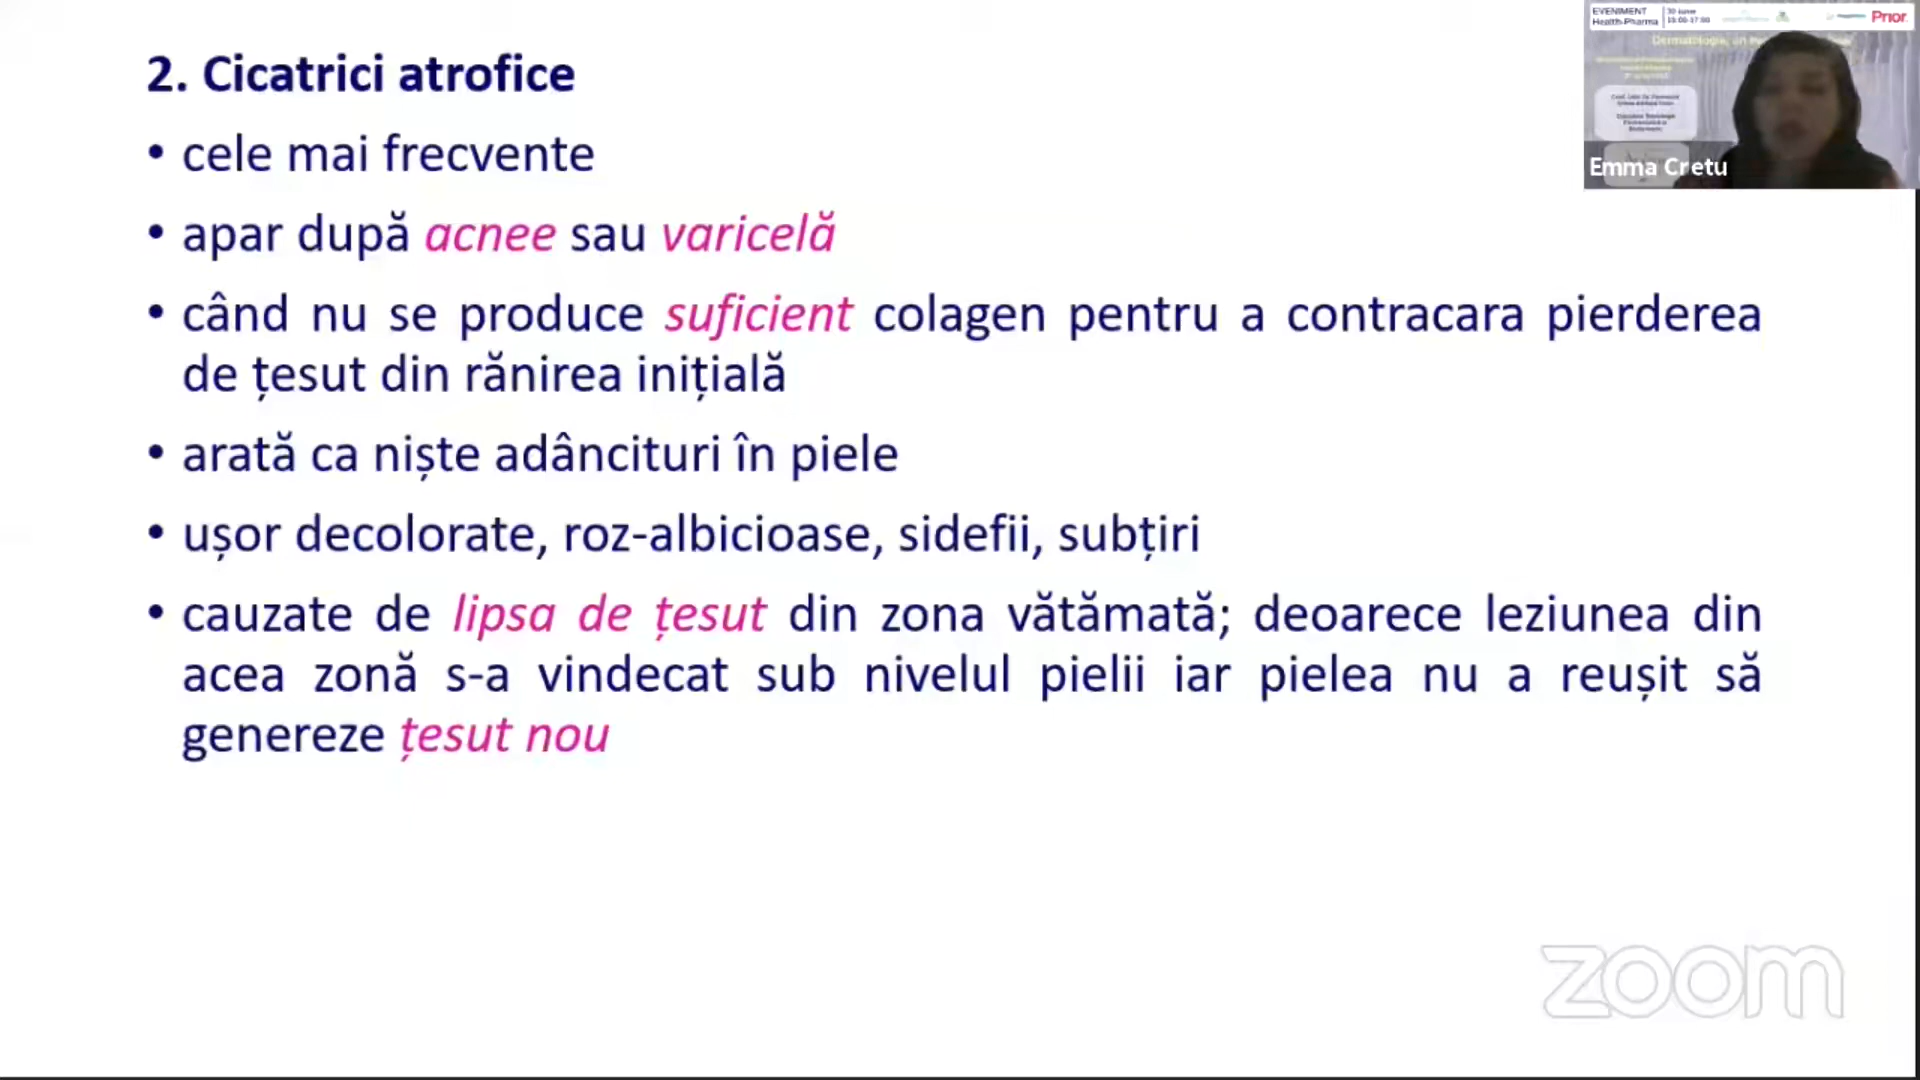 2. Cicatrici atrofice
• cele mai frecvente
• apar după acnee sau varicelă
• când nu se produce suficient colagen pentru a contracara pierderea
de țesut din rănirea inițială
• arată ca niște adâncituri în piele
• ușor decolorate, roz-albicioase, sidefii, subțiri
• cauzate de lipsa de țesut din zona vătămată; deoarece leziunea din
acea zonă s-a vindecat sub nivelul pielii iar pielea nu a reușit să
genereze țesut nou
EVENIMENT
Health-Pharma
30 iunie
Prior
Emma Cretu
zoom